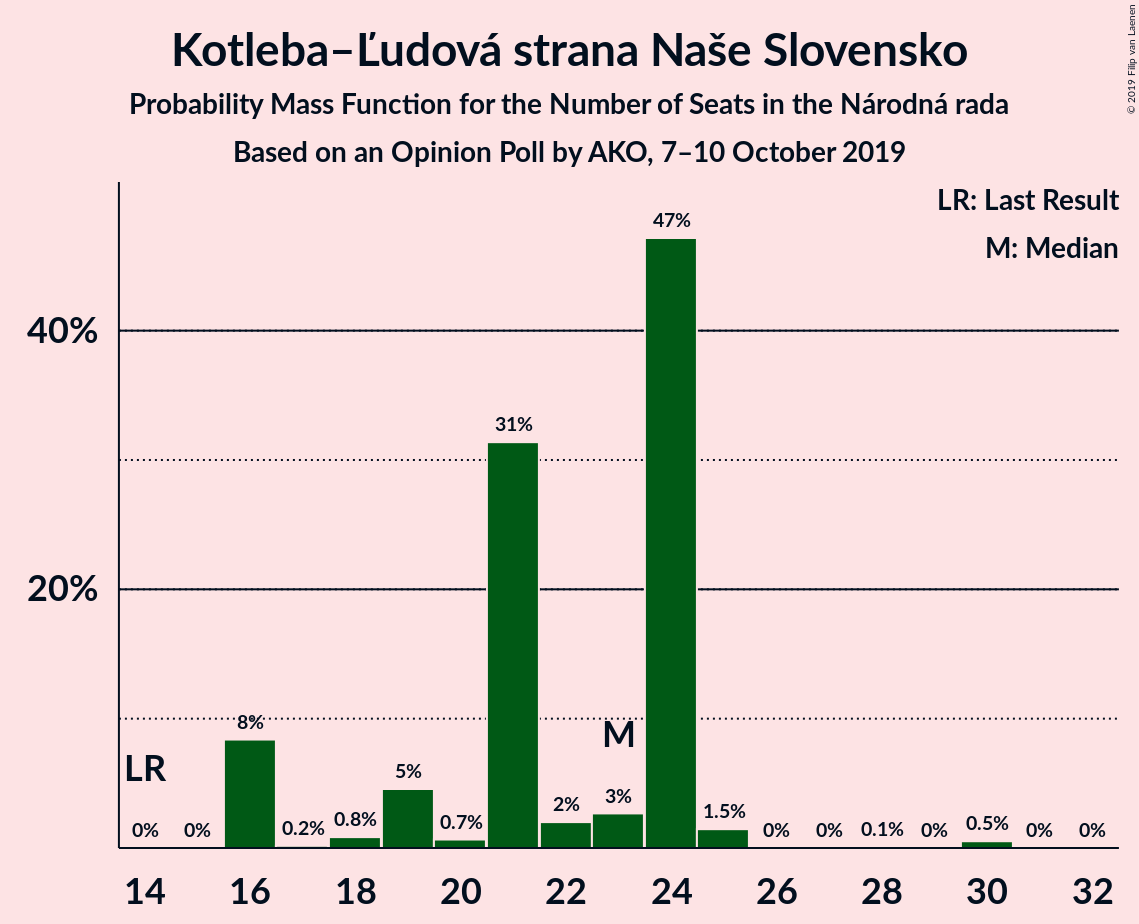 Kotleba–Ľudová strana Naše Slovensko
Probability Mass Function for the Number of Seats in the Národná rada
Based on an Opinion Poll by AKO, 7–10 October 2019
© 2019 Filip van Laenen
LR: Last Result
M: Median
40%
20%
LR
M
0%
0%
8%
0.2%
0.8%
5%
0.7%
31%
2%
3%
47%
1.5%
0%
0%
0.1%
0%
0.5%
0%
0%
14 16 18 20 22 24 26 28 30 32